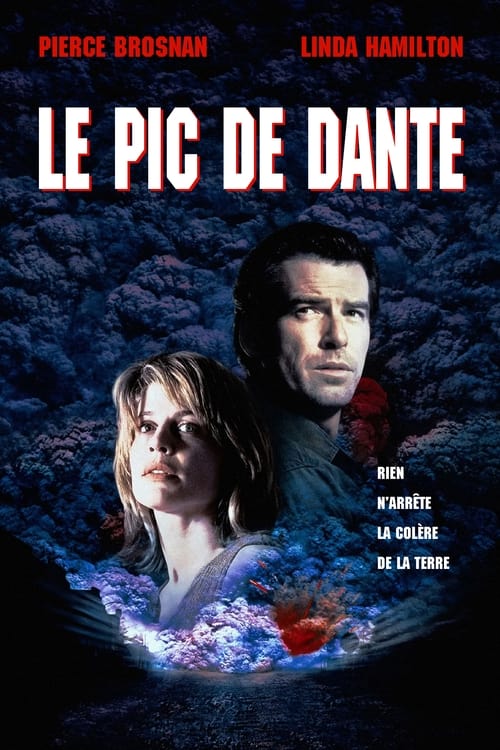 PIERCE BROSNAN LINDA HAMILTON
LE PIC DE DANTE
RIEN
N'ARRÊTE
LA COLÈRE
DE LA TERRE